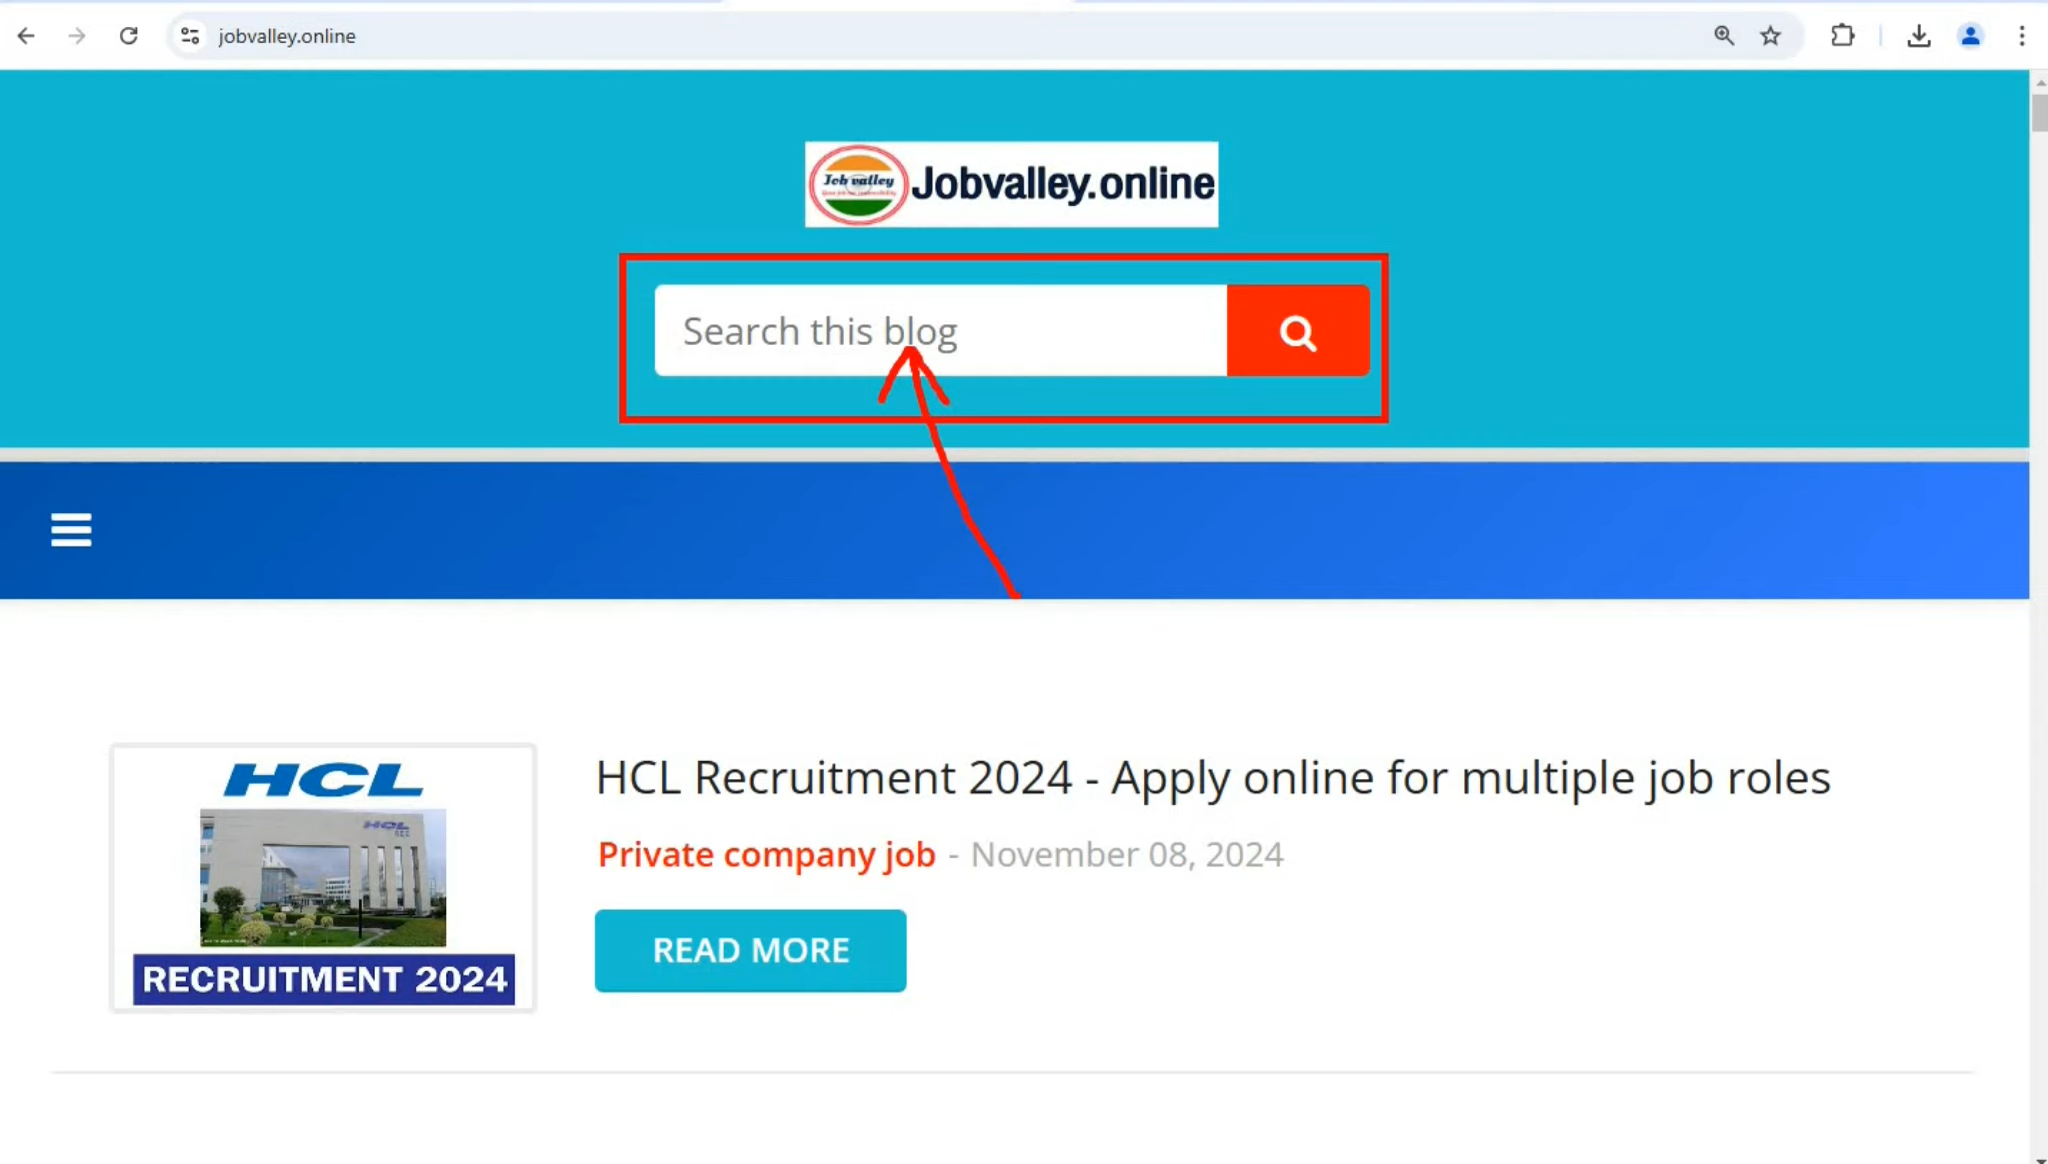 jobvalley.online
Job valley
Jobvalley.online
Search this blog
HCL
HCL
RECRUITMENT 2024
HCL Recruitment 2024 - Apply online for multiple job roles
Private company job - November 08, 2024
READ MORE